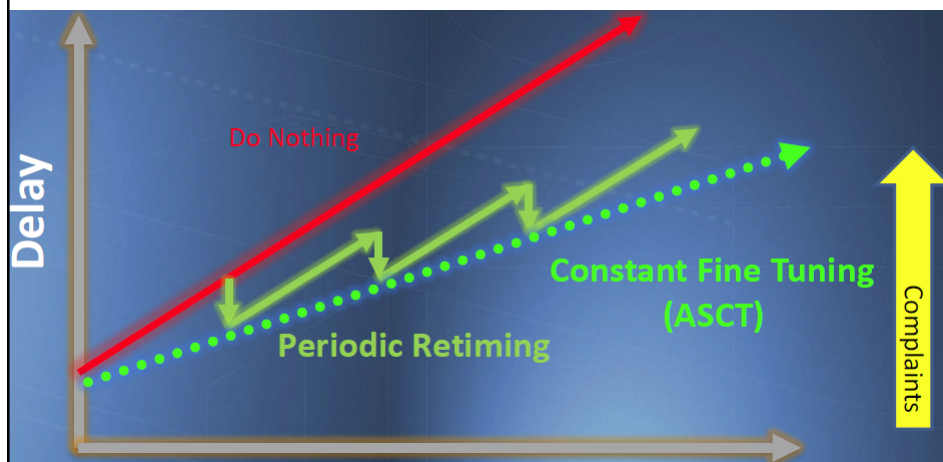 Delay
Do Nothing
Periodic Retiming
Constant Fine Tuning
(ASCT)
Complaints